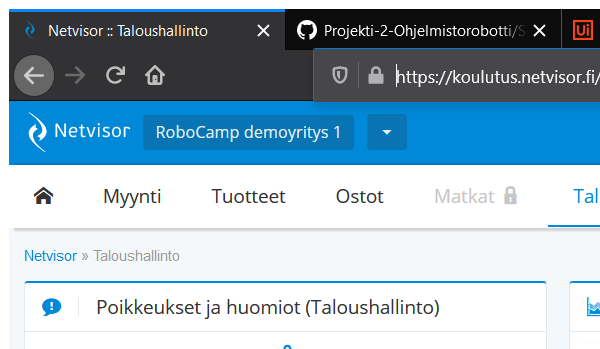 Netvisor :: Taloushallinto
Projekti-2-Ohjelmistorobotti/S
Ui
https://koulutus.netvisor.fi/
Netvisor
RoboCamp demoyritys 1
Myynti Tuotteet Ostot Matkat Tal
Netvisor » Taloushallinto
Poikkeukset ja huomiot (Taloushallinto)